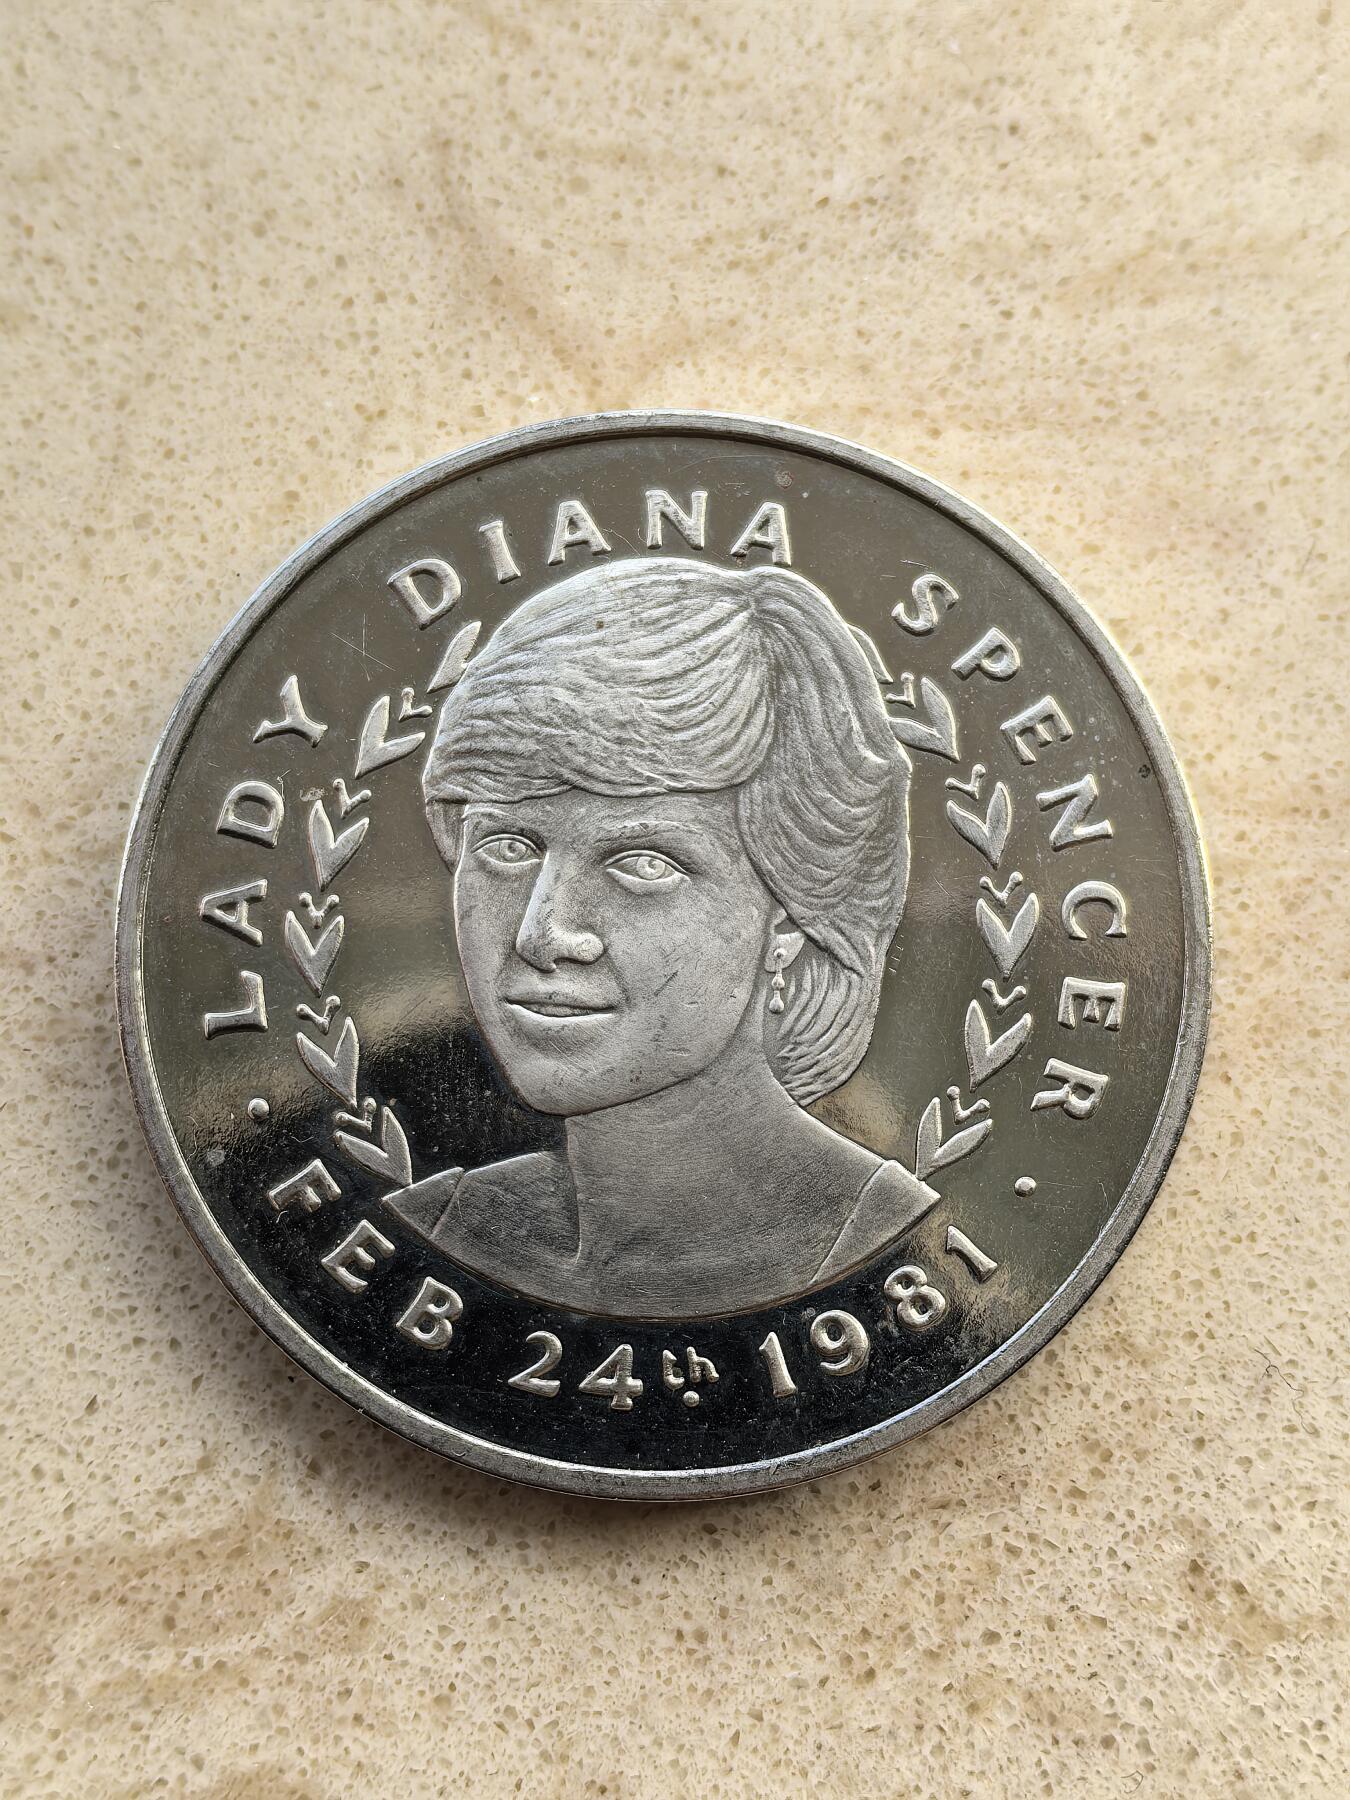 LADY DIANA SPENCER
· FEB 24th 1981 ·